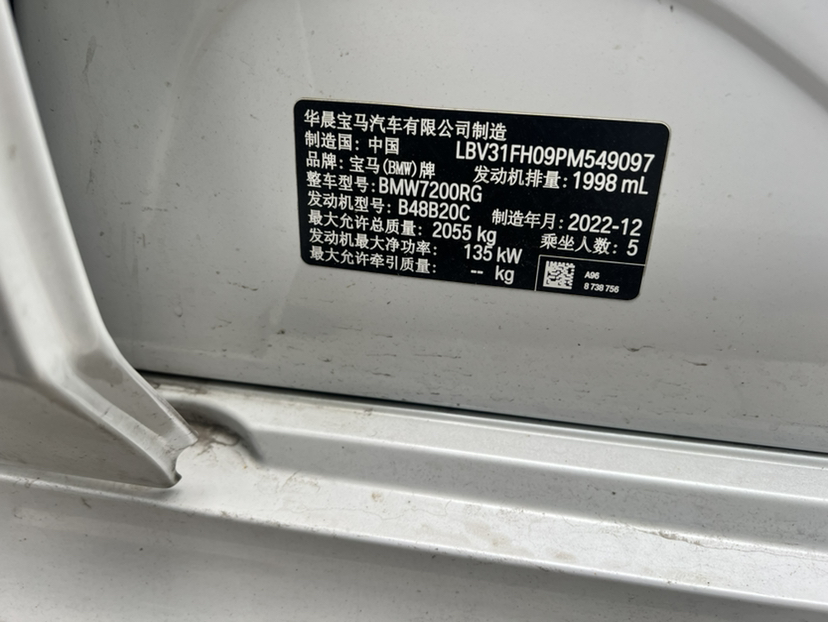 华晨宝马汽车有限公司制造
制造国：中国 LBV31FH09PM549097
品牌：宝马(BMW)牌 发动机排量：1998 mL
整车型号：BMW7200RG
发动机型号：B48B20C 制造年月：2022-12
最大允许总质量：2055 kg 乘坐人数：5
发动机最大净功率：135 kW
最大允许牵引质量：-- kg
A96
8 738 756